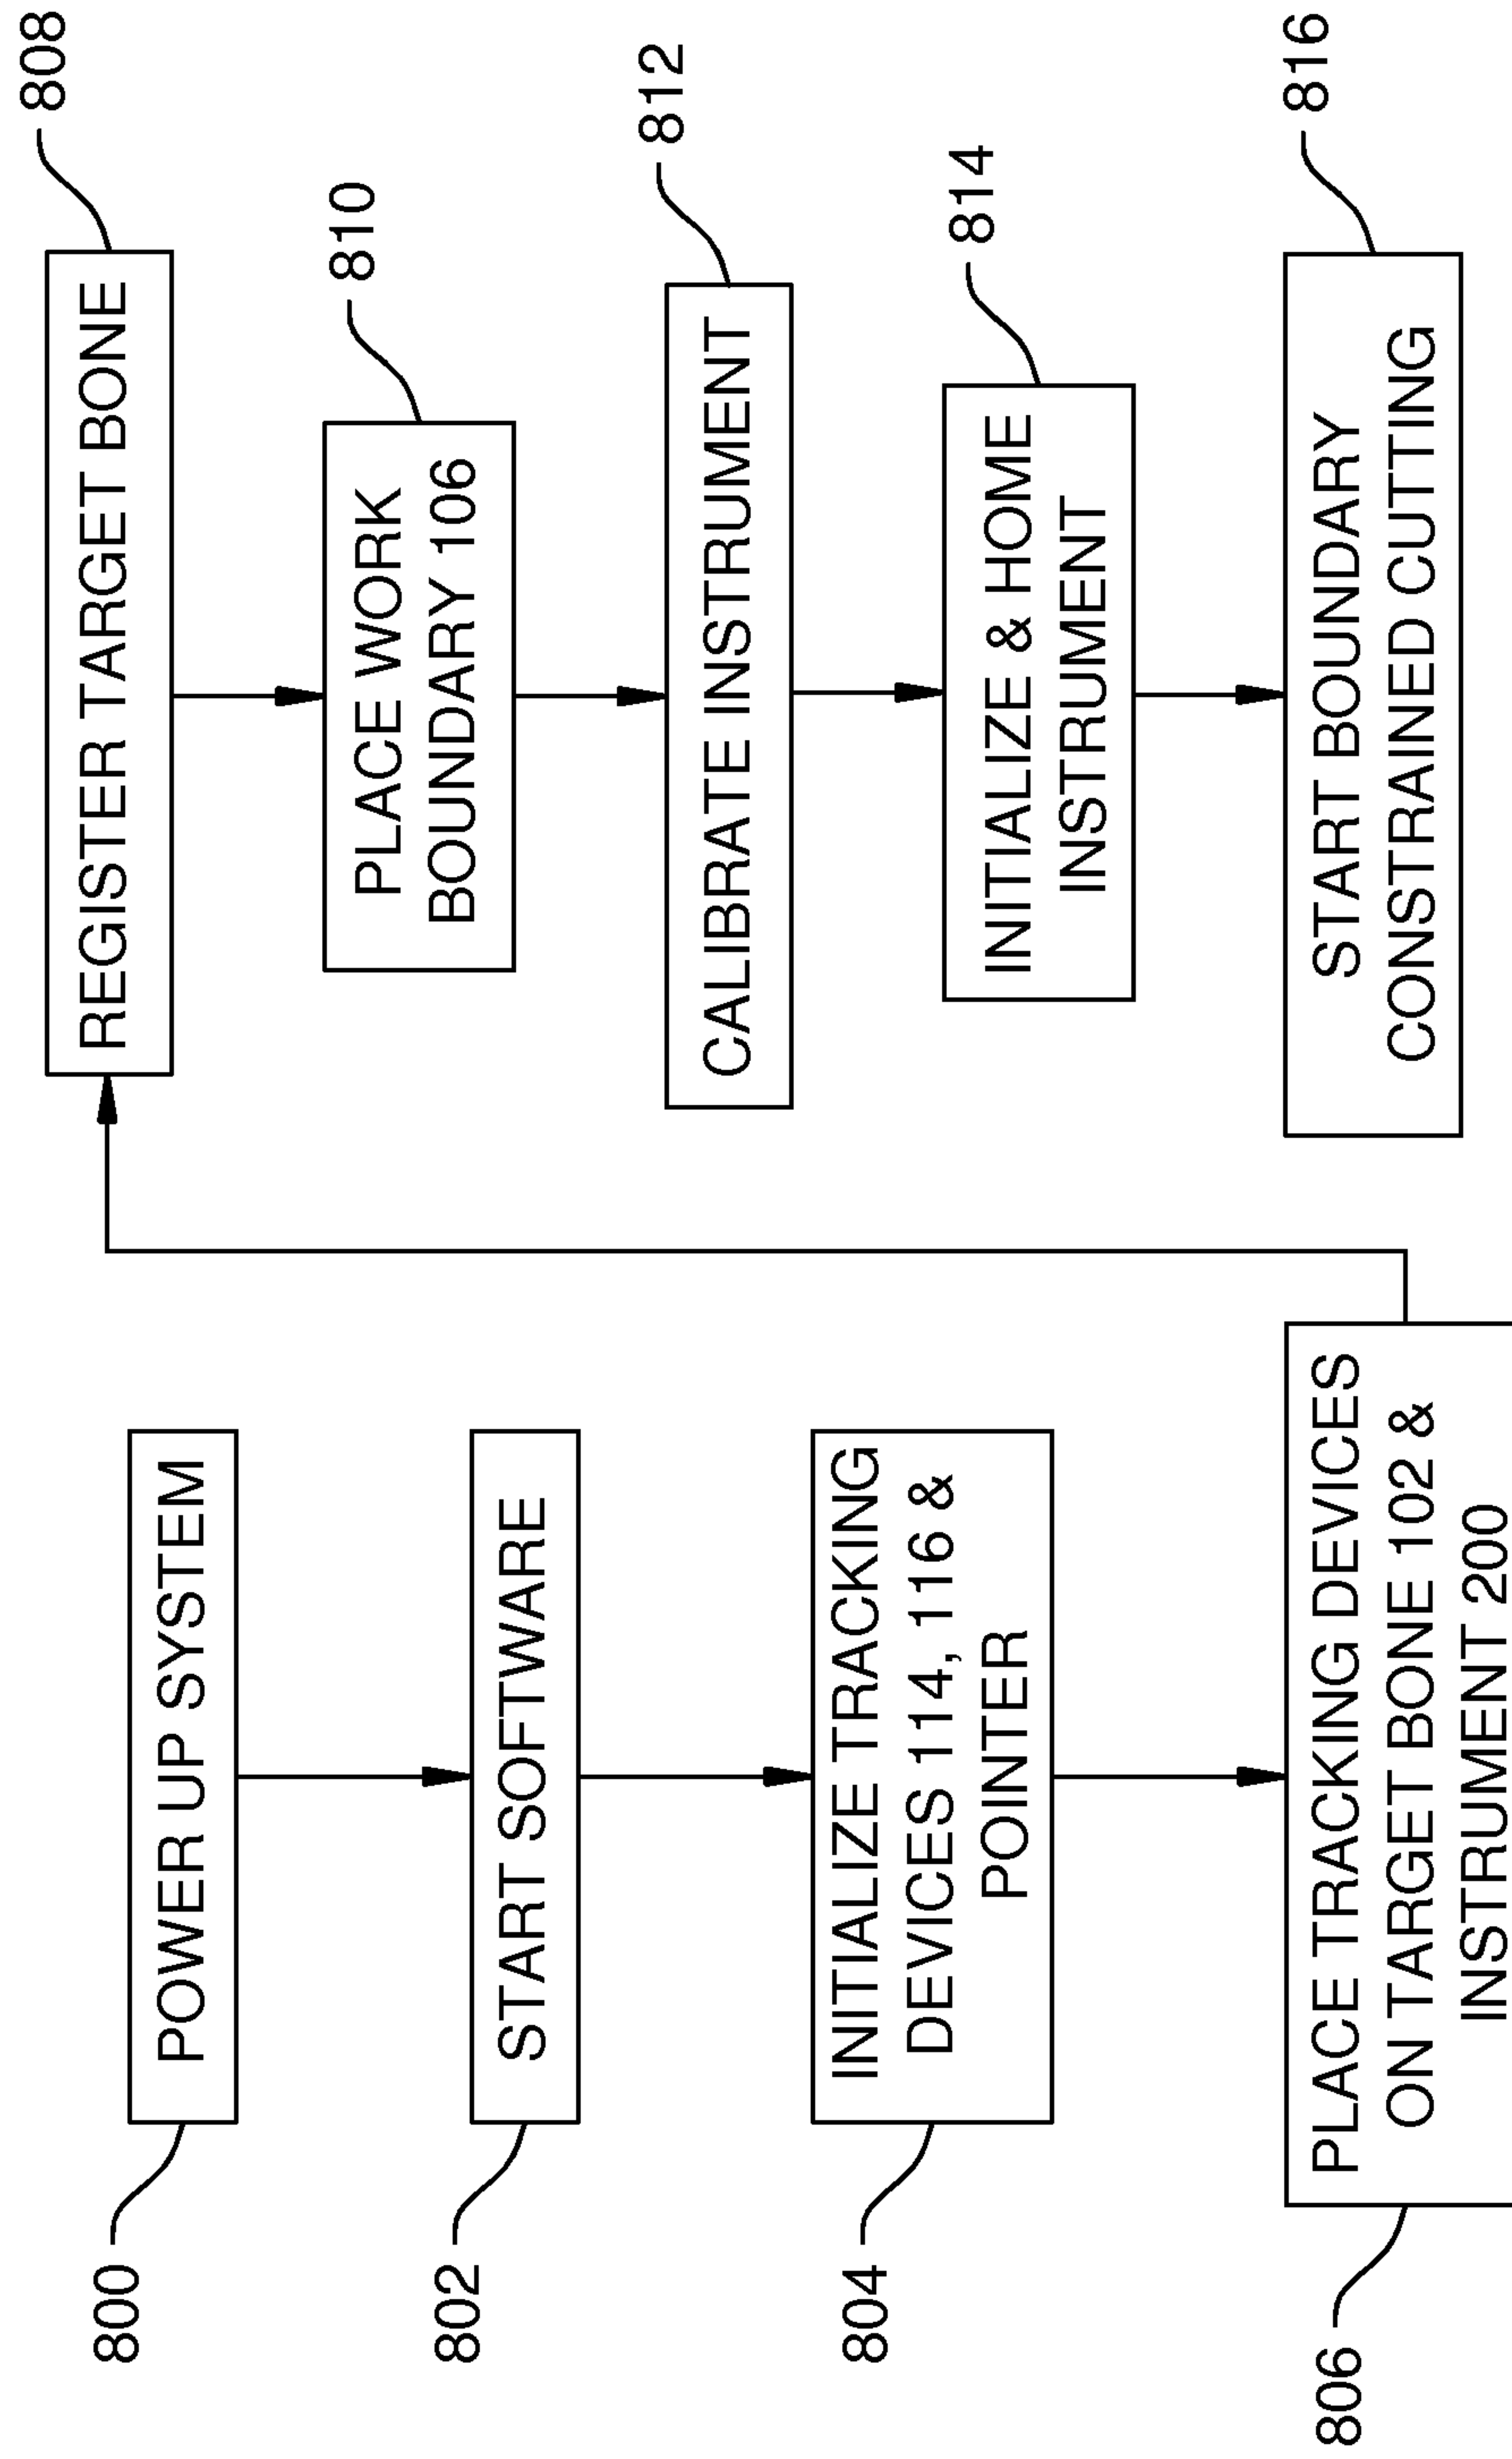 800
POWER UP SYSTEM
802
START SOFTWARE
804
INITIALIZE TRACKING
DEVICES 114, 116 &
POINTER
806
PLACE TRACKING DEVICES
ON TARGET BONE 102 &
INSTRUMENT 200
808
REGISTER TARGET BONE
810
PLACE WORK
BOUNDARY 106
812
CALIBRATE INSTRUMENT
814
INITIALIZE & HOME
INSTRUMENT
816
START BOUNDARY
CONSTRAINED CUTTING